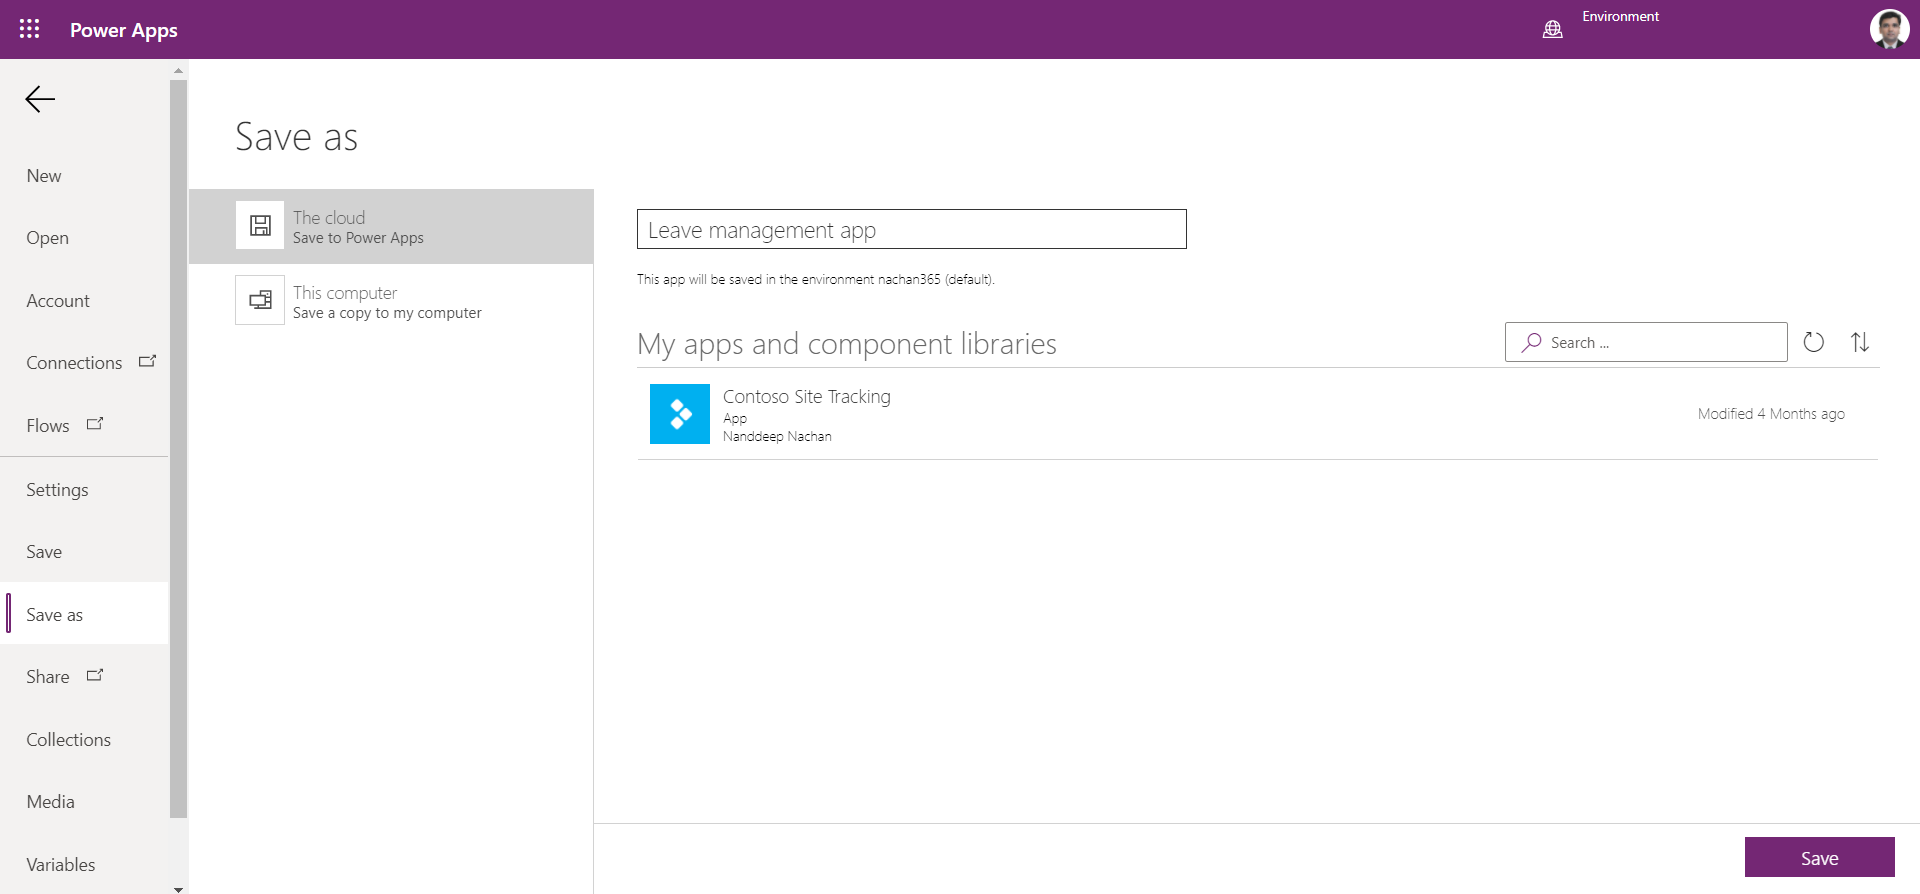 Power Apps
Environment
New
Open
Account
Connections
Flows
Settings
Save
Save as
Share
Collections
Media
Variables
Save as
The cloud
Save to Power Apps
This computer
Save a copy to my computer
Leave management app
This app will be saved in the environment nachan365 (default).
My apps and component libraries
Search ...
Contoso Site Tracking
App
Nanddeep Nachan
Modified 4 Months ago
Save